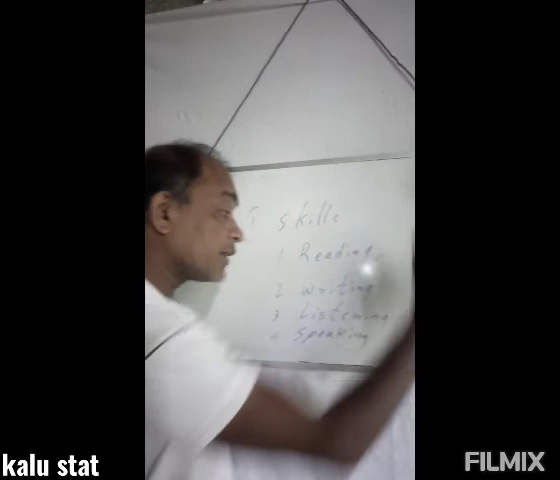 skills
1 Reading
2 Writing
3 Listening
4 Speaking
kalu stat
FILMIX